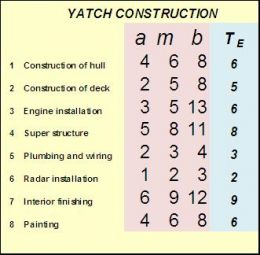 YATCH CONSTRUCTION
a m b TE
1 Construction of hull 4 6 8 6
2 Construction of deck 2 5 8 5
3 Engine installation 3 5 13 6
4 Super structure 5 8 11 8
5 Plumbing and wiring 2 3 4 3
6 Radar installation 1 2 3 2
7 Interior finishing 6 9 12 9
8 Painting 4 6 8 6